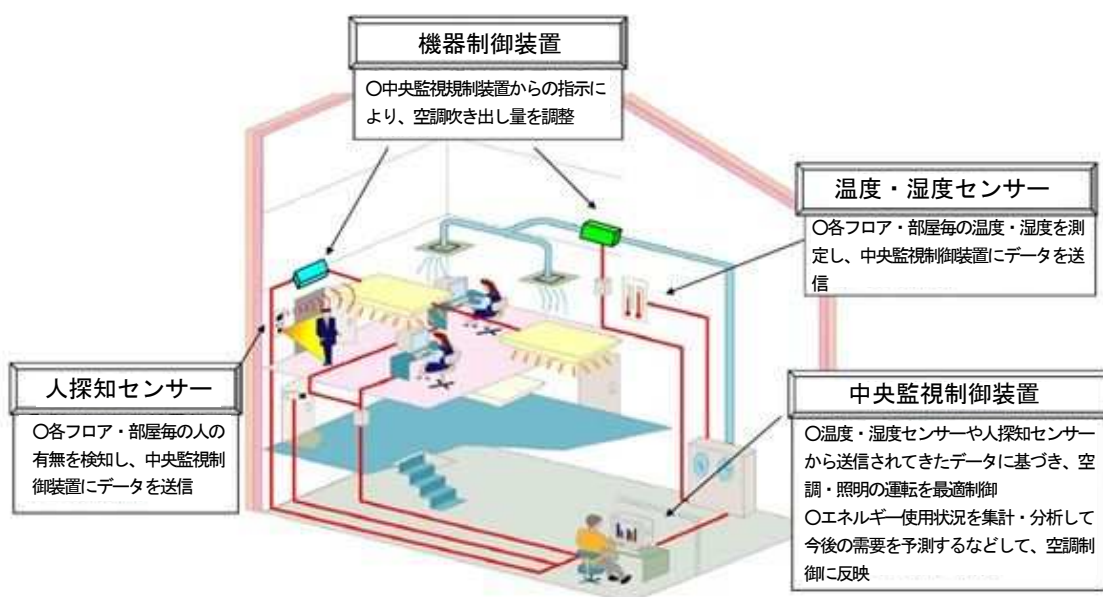 機器制御装置
○中央監視規制装置からの指示に
より、空調吹き出し量を調整
温度・湿度センサー
○各フロア・部屋毎の温度・湿度を測
定し、中央監視制御装置にデータを送
信
人探知センサー
○各フロア・部屋毎の人の
有無を検知し、中央監視制
御装置にデータを送信
中央監視制御装置
○温度・湿度センサーや人探知センサー
から送信されてきたデータに基づき、空
調・照明の運転を最適制御
○エネルギー使用状況を集計・分析して
今後の需要を予測するなどして、空調制
御に反映